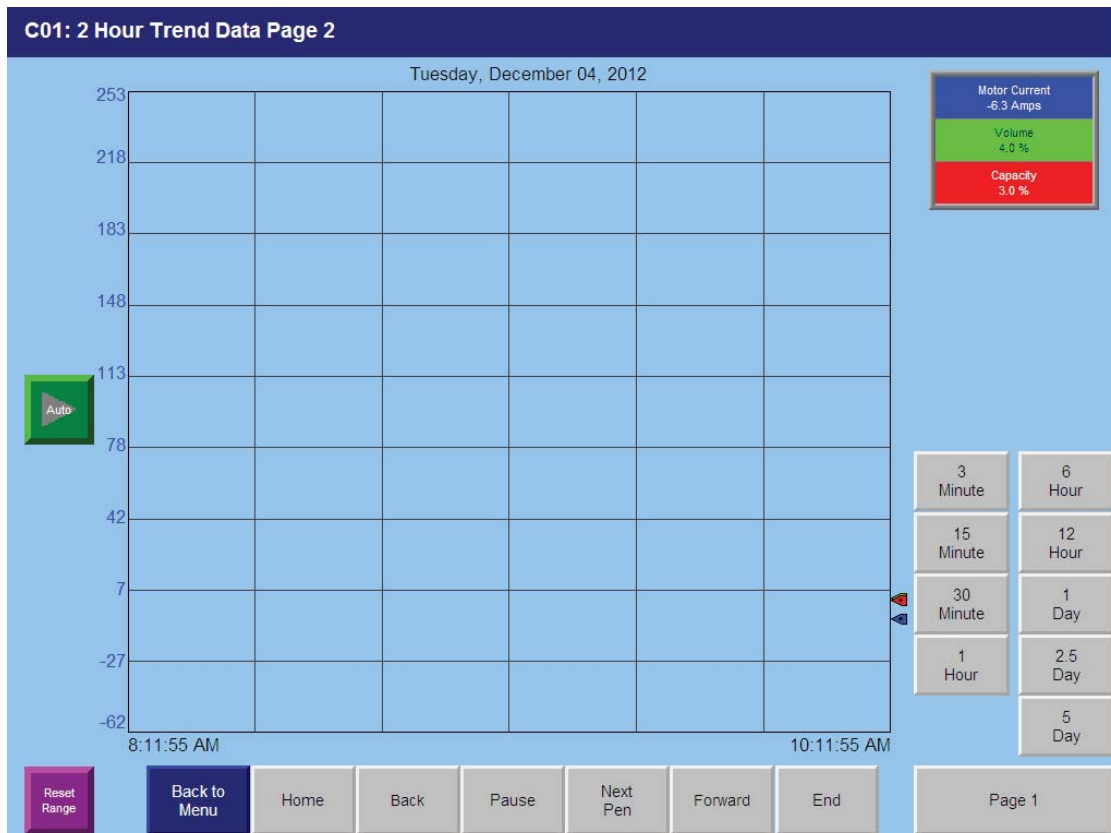 C01: 2 Hour Trend Data Page 2
Tuesday, December 04, 2012
253
218
183
148
113
78
42
7
-27
-62
8:11:55 AM
10:11:55 AM
Motor Current
-6.3 Amps
Volume
4.0 %
Capacity
3.0 %
Auto
3
Minute
6
Hour
15
Minute
12
Hour
30
Minute
1
Day
1
Hour
2.5
Day
5
Day
Reset
Range
Back to
Menu
Home
Back
Pause
Next
Pen
Forward
End
Page 1